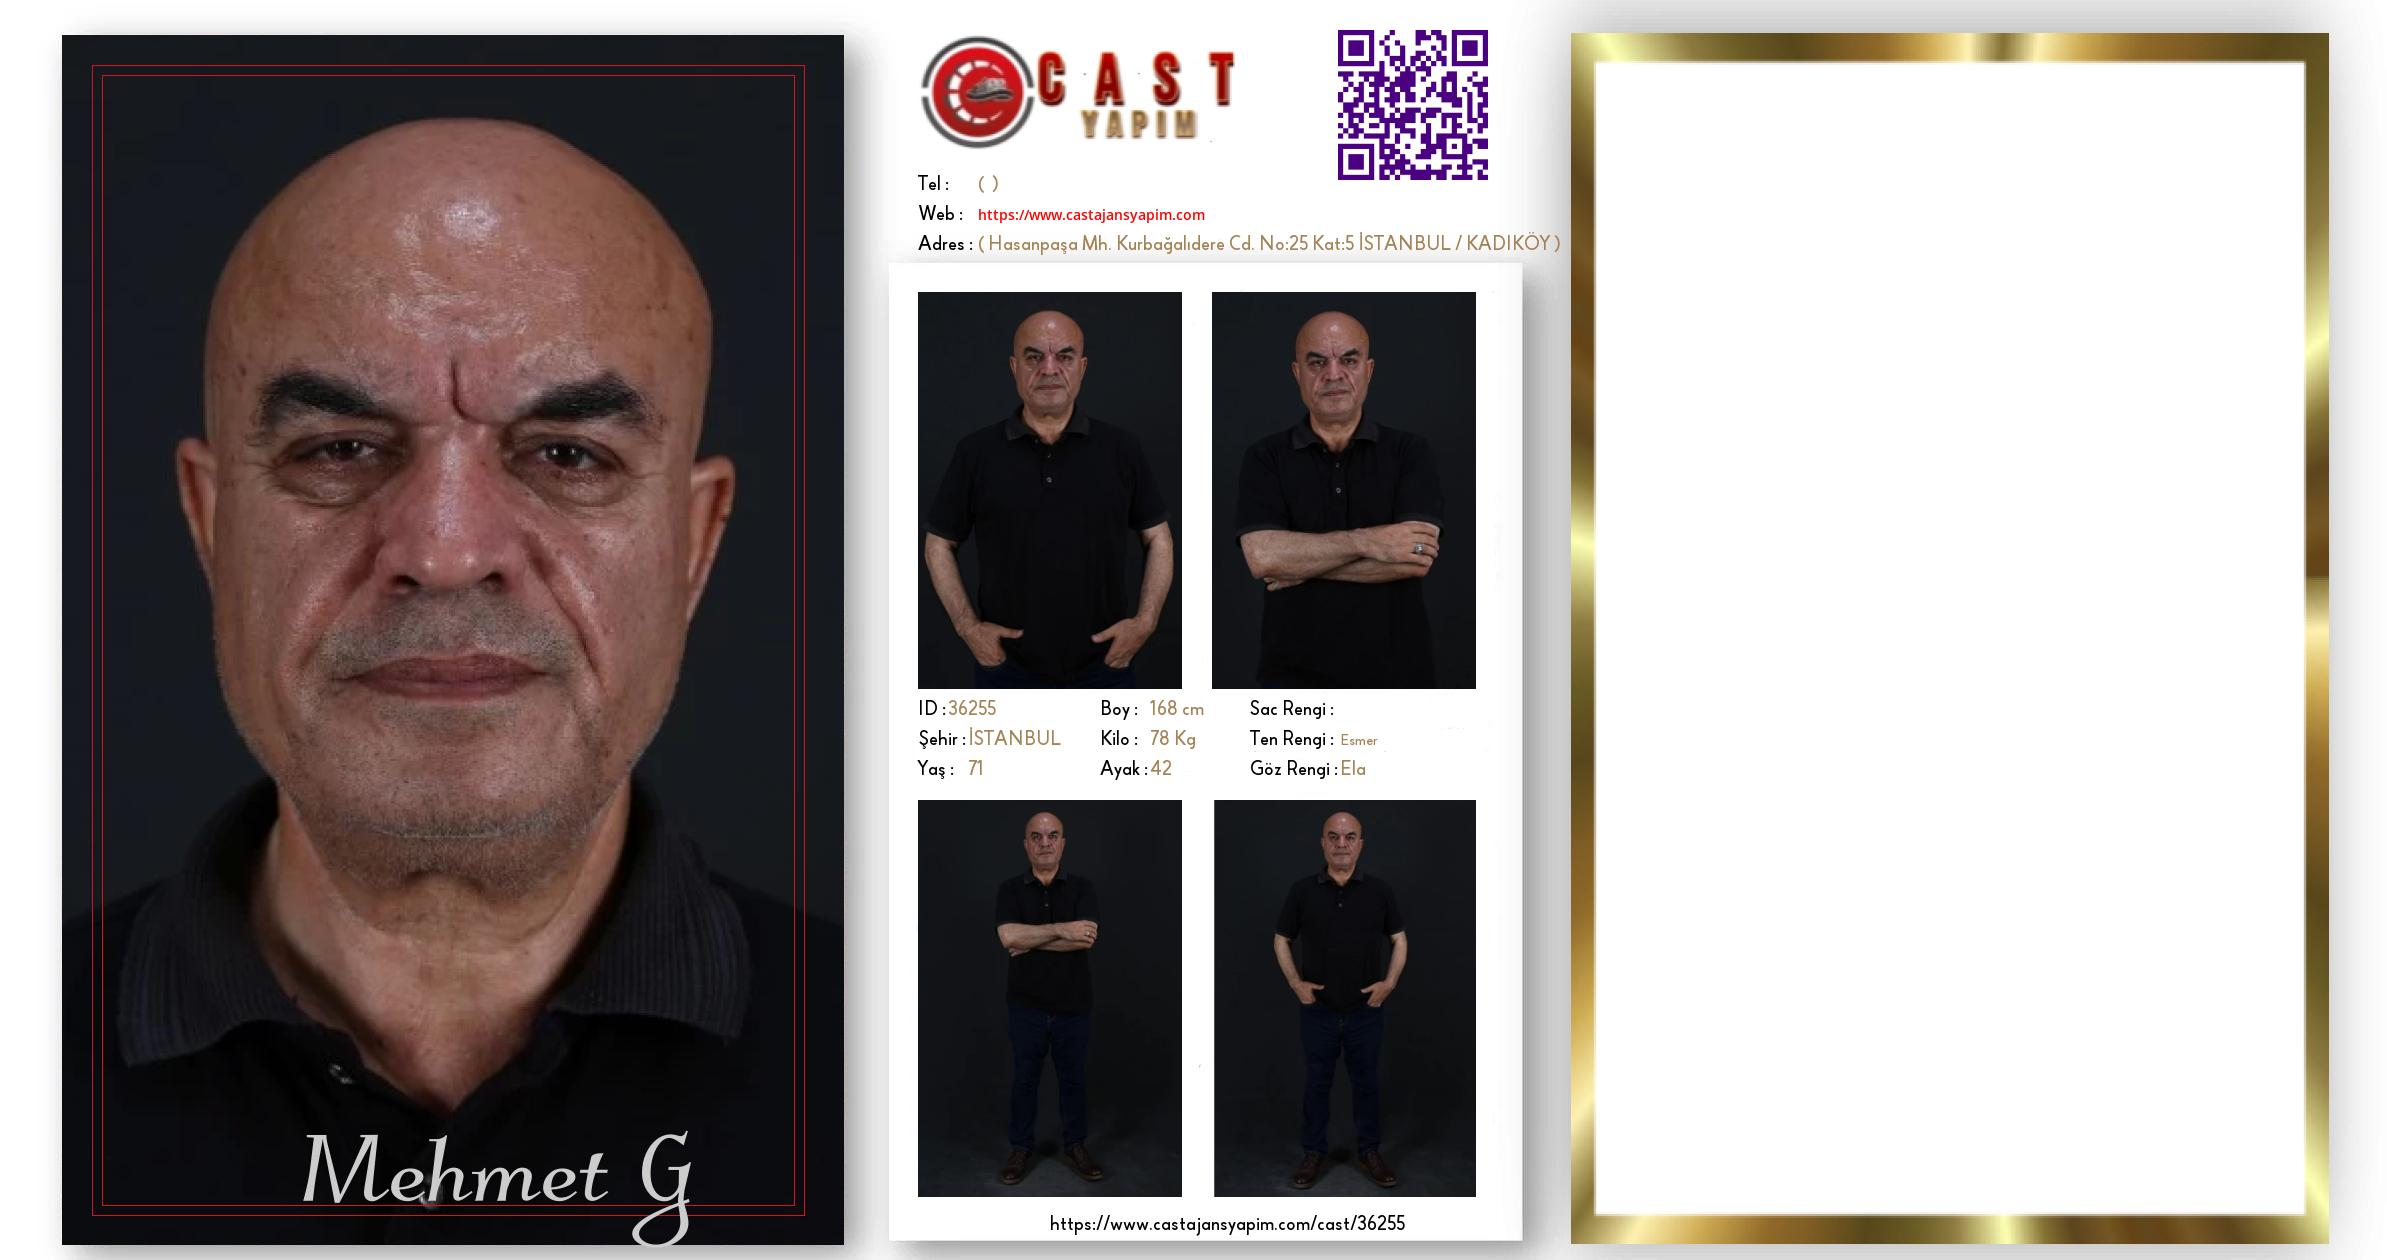 Mehmet G
CAST
YAPIM
Tel : ( )
Web : https://www.castajansyapim.com
Adres : ( Hasanpaşa Mh. Kurbağalıdere Cd. No:25 Kat:5 İSTANBUL / KADIKÖY )
ID : 36255 Boy : 168 cm Sac Rengi :
Şehir : İSTANBUL Kilo : 78 Kg Ten Rengi : Esmer
Yaş : 71 Ayak : 42 Göz Rengi : Ela
https://www.castajansyapim.com/cast/36255